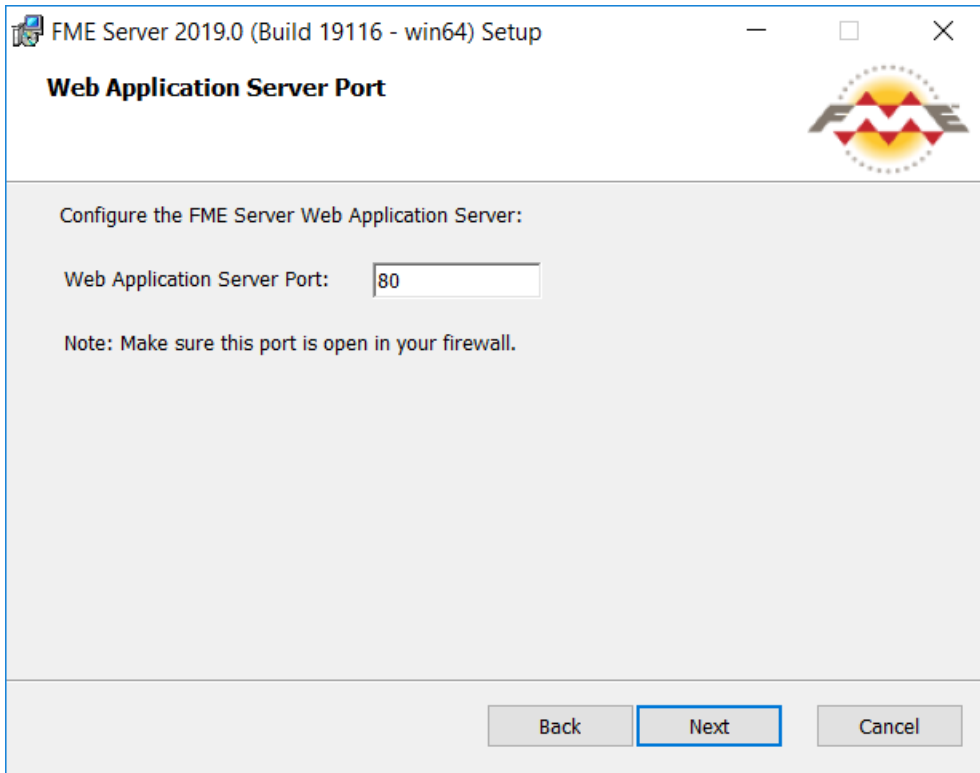 FME Server 2019.0 (Build 19116 - win64) Setup
Web Application Server Port
FME
Configure the FME Server Web Application Server:
Web Application Server Port: 80
Note: Make sure this port is open in your firewall.
Back Next Cancel